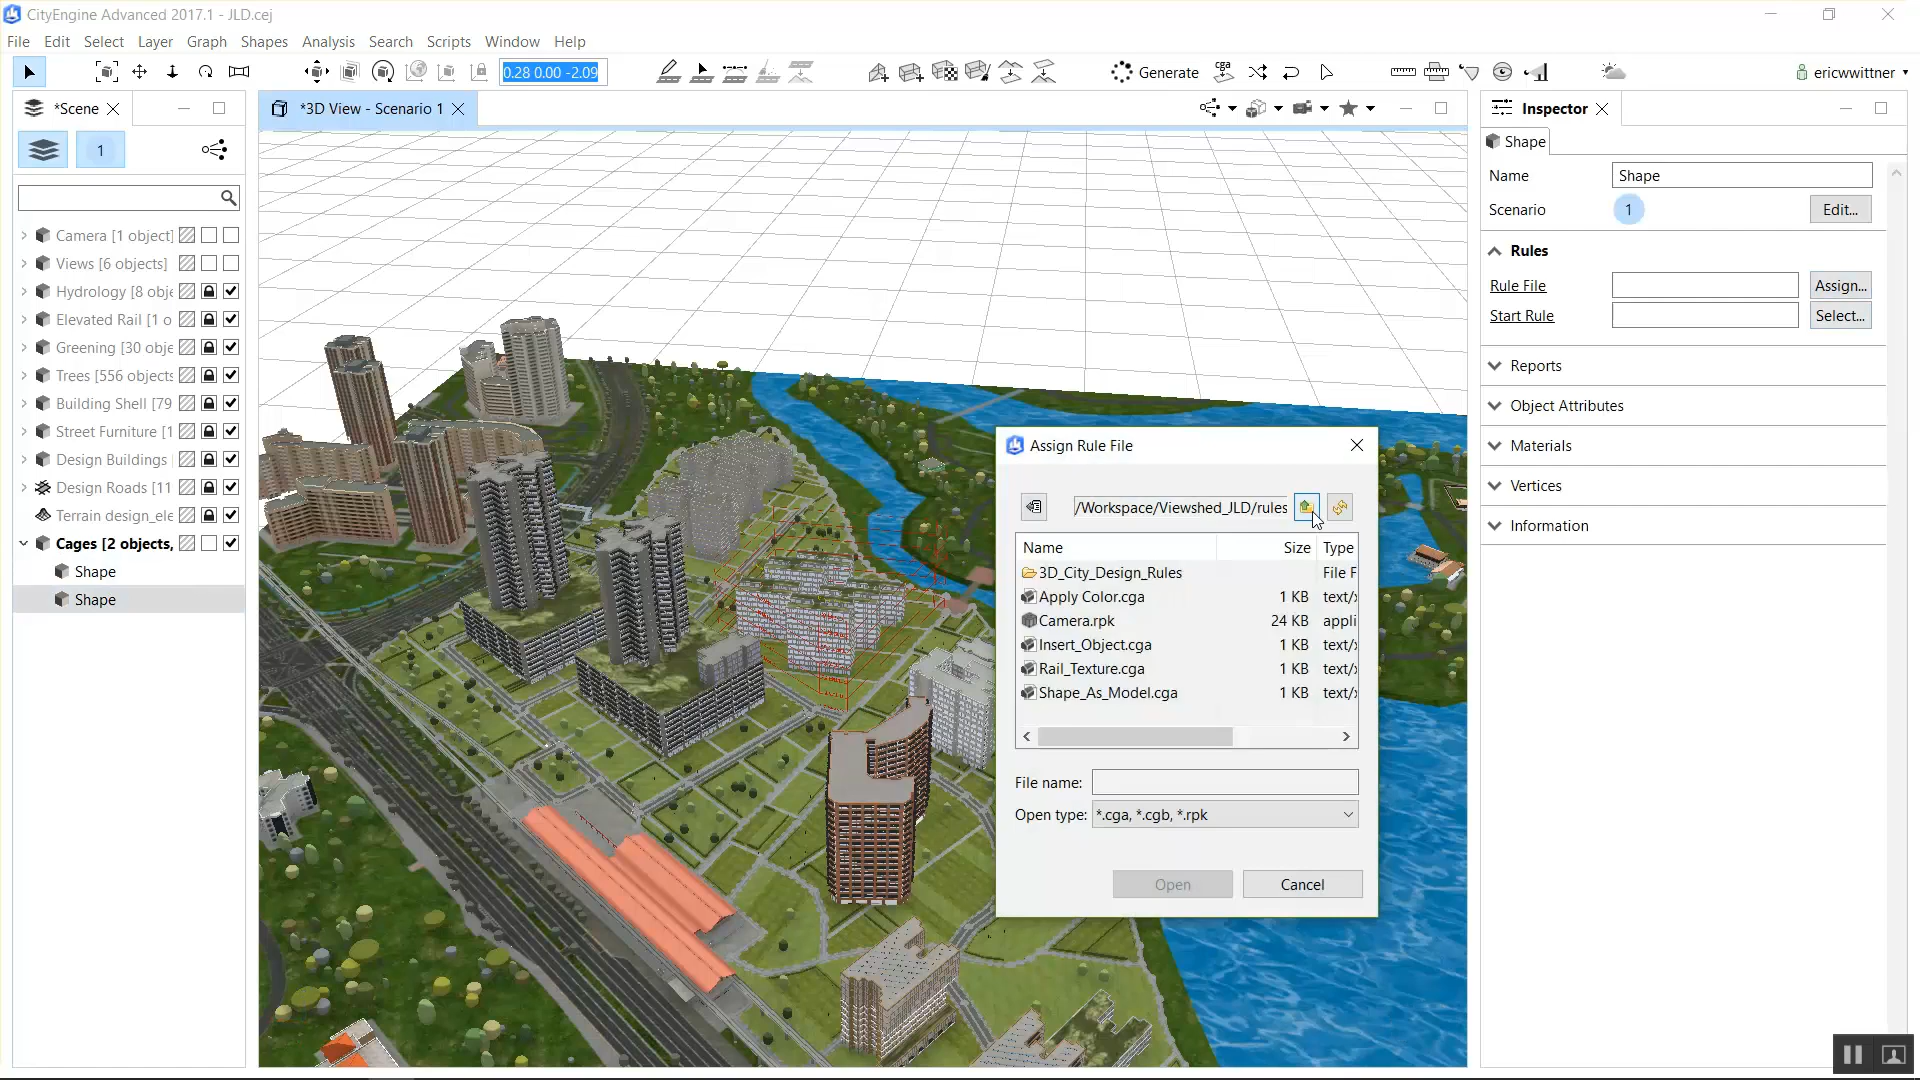 CityEngine Advanced 2017.1 - JLD.cej
File Edit Select Layer Graph Shapes Analysis Search Scripts Window Help
0.28 0.00 -2.09
Generate
ericwwittner
*Scene
1
Camera [1 object]
Views [6 objects]
Hydrology [8 obje
Elevated Rail [1 o
Greening [30 obje
Trees [556 objects
Building Shell [79
Street Furniture [1
Design Buildings
Design Roads [11
Terrain design_ele
Cages [2 objects,
Shape
Shape
*3D View - Scenario 1
Assign Rule File
/Workspace/Viewshed_JLD/rules
Name Size Type
3D_City_Design_Rules File F
Apply Color.cga 1 KB text/
Camera.rpk 24 KB appli
Insert_Object.cga 1 KB text/
Rail_Texture.cga 1 KB text/
Shape_As_Model.cga 1 KB text/
File name:
Open type: *.cga, *.cgb, *.rpk
Open Cancel
Inspector
Shape
Name Shape
Scenario 1 Edit...
Rules
Rule File Assign...
Start Rule Select...
Reports
Object Attributes
Materials
Vertices
Information